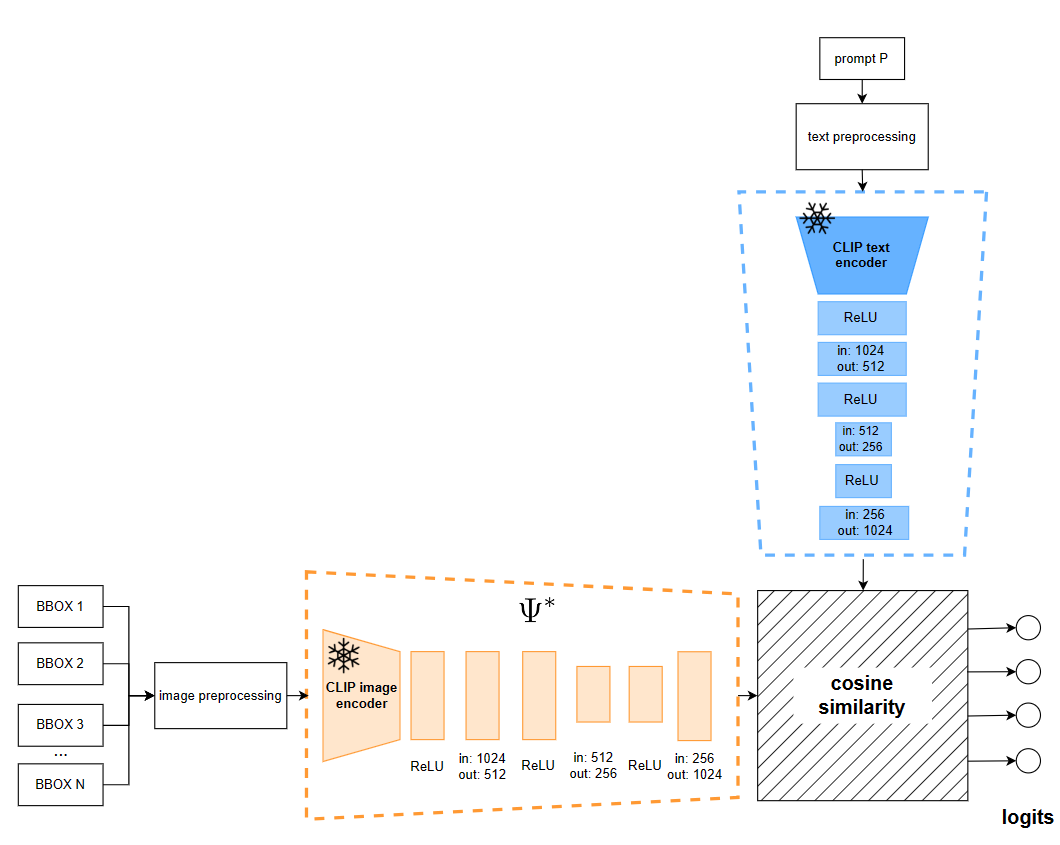 prompt P
text preprocessing
CLIP text
encoder
ReLU
in: 1024
out: 512
ReLU
in: 512
out: 256
ReLU
in: 256
out: 1024
BBOX 1
BBOX 2
BBOX 3
...
BBOX N
image preprocessing
Ψ*
CLIP image
encoder
ReLU
in: 1024
out: 512
ReLU
in: 512
out: 256
ReLU
in: 256
out: 1024
cosine
similarity
logits